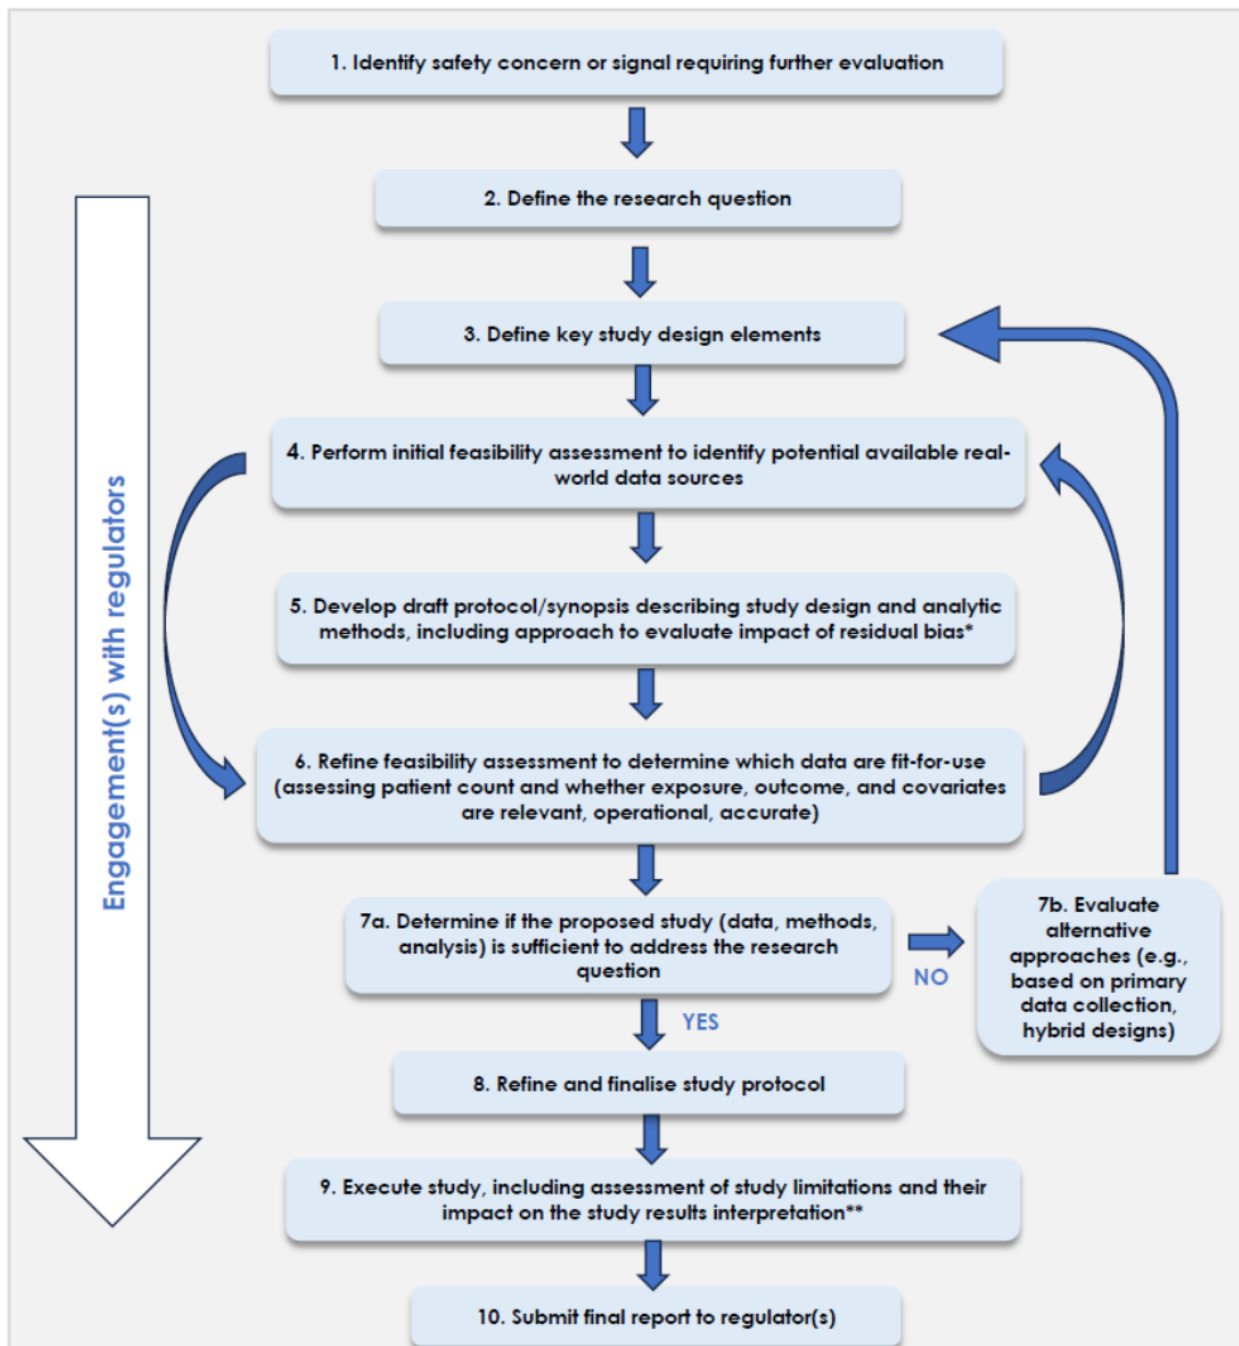 1. Identify safety concern or signal requiring further evaluation
2. Define the research question
3. Define key study design elements
4. Perform initial feasibility assessment to identify potential available real-
world data sources
5. Develop draft protocol/synopsis describing study design and analytic
methods, including approach to evaluate impact of residual bias*
Engagement(s) with regulators
6. Refine feasibility assessment to determine which data are fit-for-use
(assessing patient count and whether exposure, outcome, and covariates
are relevant, operational, accurate)
7a. Determine if the proposed study (data, methods,
analysis) is sufficient to address the research
question
NO
7b. Evaluate
alternative
approaches (e.g.,
based on primary
data collection,
hybrid designs)
YES
8. Refine and finalise study protocol
9. Execute study, including assessment of study limitations and their
impact on the study results interpretation**
10. Submit final report to regulator(s)